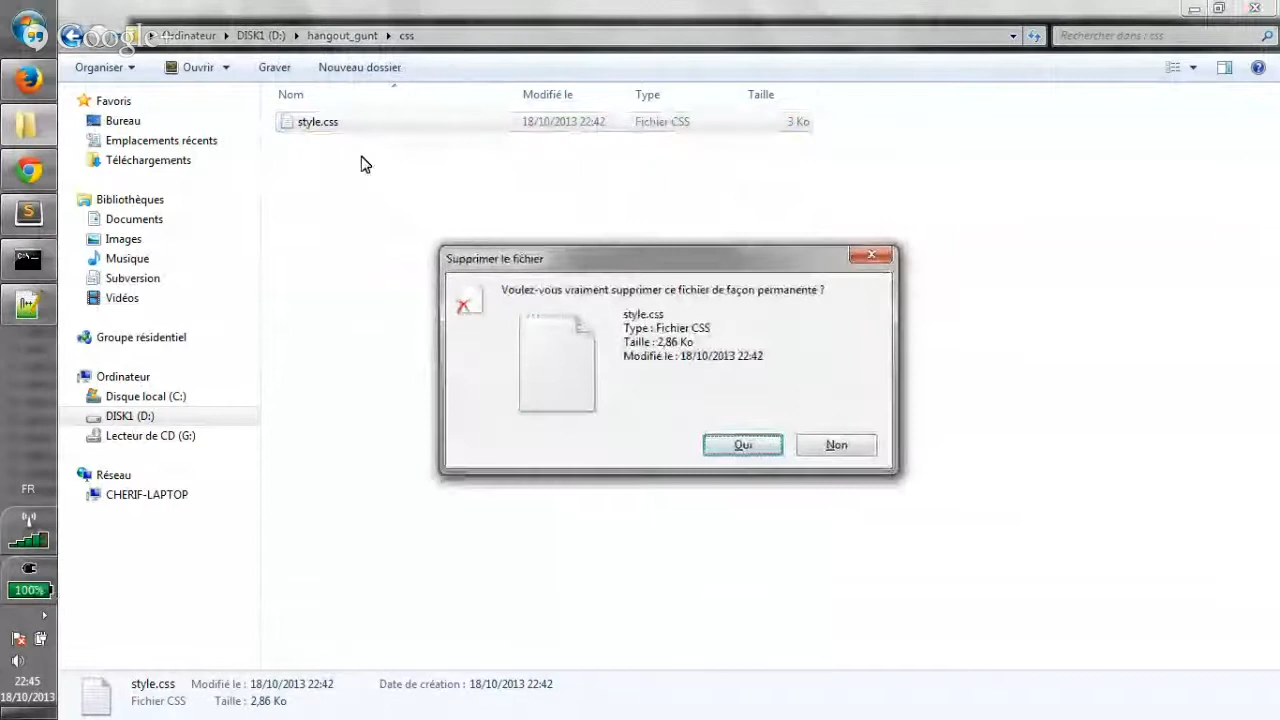 Google+
Ordinateur ▸ DISK1 (D:) ▸ hangout_gunt ▸ css
Rechercher dans : css
Organiser Ouvrir Graver Nouveau dossier
Nom Modifié le Type Taille
style.css 18/10/2013 22:42 Fichier CSS 3 Ko
Favoris
Bureau
Emplacements récents
Téléchargements
Bibliothèques
Documents
Images
Musique
Subversion
Vidéos
Groupe résidentiel
Ordinateur
Disque local (C:)
DISK1 (D:)
Lecteur de CD (G:)
Réseau
CHERIF-LAPTOP
Supprimer le fichier
Voulez-vous vraiment supprimer ce fichier de façon permanente ?
style.css
Type : Fichier CSS
Taille : 2,86 Ko
Modifié le : 18/10/2013 22:42
Oui Non
FR
100%
22:45
18/10/2013
style.css Modifié le : 18/10/2013 22:42 Date de création : 18/10/2013 22:42
Fichier CSS Taille : 2,86 Ko